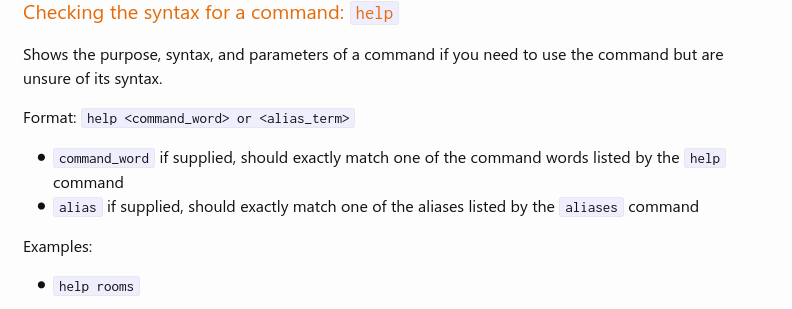 Checking the syntax for a command: help
Shows the purpose, syntax, and parameters of a command if you need to use the command but are
unsure of its syntax.
Format: help <command_word> or <alias_term>
• command_word if supplied, should exactly match one of the command words listed by the help
command
• alias if supplied, should exactly match one of the aliases listed by the aliases command
Examples:
• help rooms